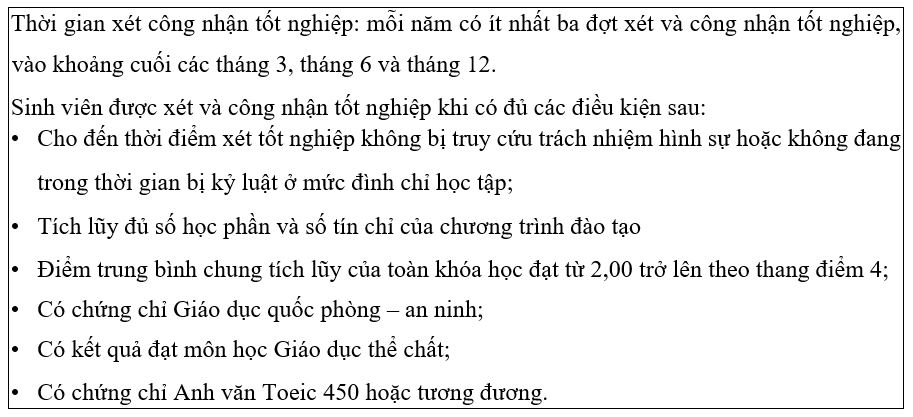 Thời gian xét công nhận tốt nghiệp: mỗi năm có ít nhất ba đợt xét và công nhận tốt nghiệp,
vào khoảng cuối các tháng 3, tháng 6 và tháng 12.
Sinh viên được xét và công nhận tốt nghiệp khi có đủ các điều kiện sau:
• Cho đến thời điểm xét tốt nghiệp không bị truy cứu trách nhiệm hình sự hoặc không đang
trong thời gian bị kỷ luật ở mức đình chỉ học tập;
• Tích lũy đủ số học phần và số tín chỉ của chương trình đào tạo
• Điểm trung bình chung tích lũy của toàn khóa học đạt từ 2,00 trở lên theo thang điểm 4;
• Có chứng chỉ Giáo dục quốc phòng – an ninh;
• Có kết quả đạt môn học Giáo dục thể chất;
• Có chứng chỉ Anh văn Toeic 450 hoặc tương đương.